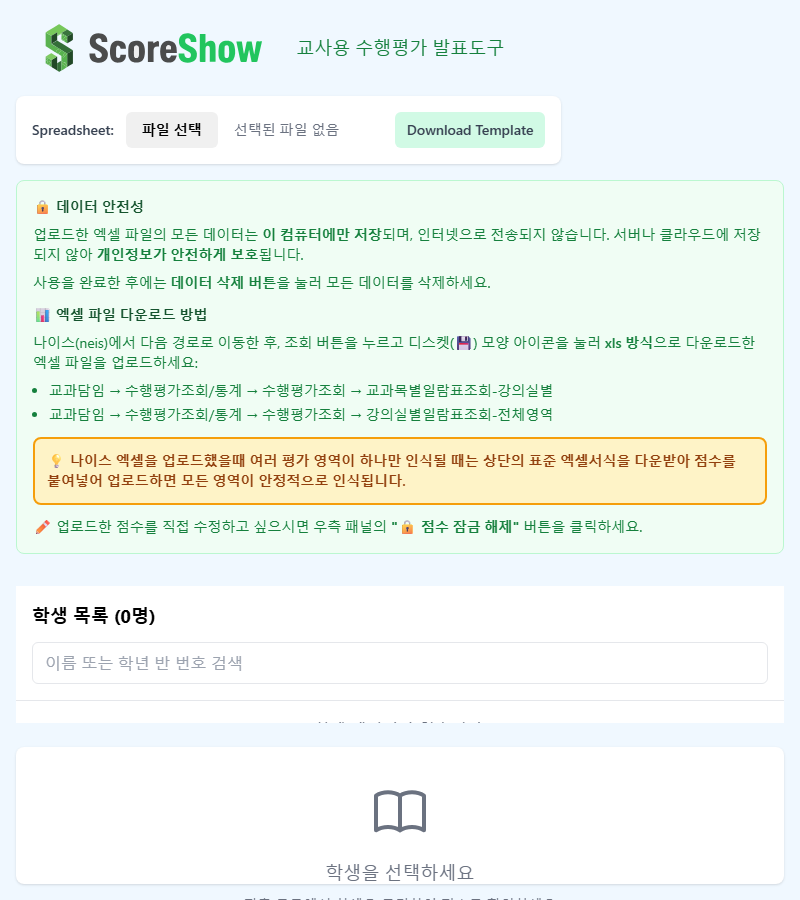 ScoreShow 교사용 수행평가 발표도구
Spreadsheet: 파일 선택 선택된 파일 없음 Download Template
🔒 데이터 안전성
업로드한 엑셀 파일의 모든 데이터는 이 컴퓨터에만 저장되며, 인터넷으로 전송되지 않습니다. 서버나 클라우드에 저장
되지 않아 개인정보가 안전하게 보호됩니다.
사용을 완료한 후에는 데이터 삭제 버튼을 눌러 모든 데이터를 삭제하세요.
📊 엑셀 파일 다운로드 방법
나이스(neis)에서 다음 경로로 이동한 후, 조회 버튼을 누르고 디스켓(💾) 모양 아이콘을 눌러 xls 방식으로 다운로드한
엑셀 파일을 업로드하세요:
• 교과담임 → 수행평가조회/통계 → 수행평가조회 → 교과목별일람표조회-강의실별
• 교과담임 → 수행평가조회/통계 → 수행평가조회 → 강의실별일람표조회-전체영역
💡 나이스 엑셀을 업로드했을때 여러 평가 영역이 하나만 인식될 때는 상단의 표준 엑셀서식을 다운받아 점수를
붙여넣어 업로드하면 모든 영역이 안정적으로 인식됩니다.
✏️ 업로드한 점수를 직접 수정하고 싶으시면 우측 패널의 "🔒 점수 잠금 해제" 버튼을 클릭하세요.
학생 목록 (0명)
이름 또는 학년 반 번호 검색
학생을 선택하세요